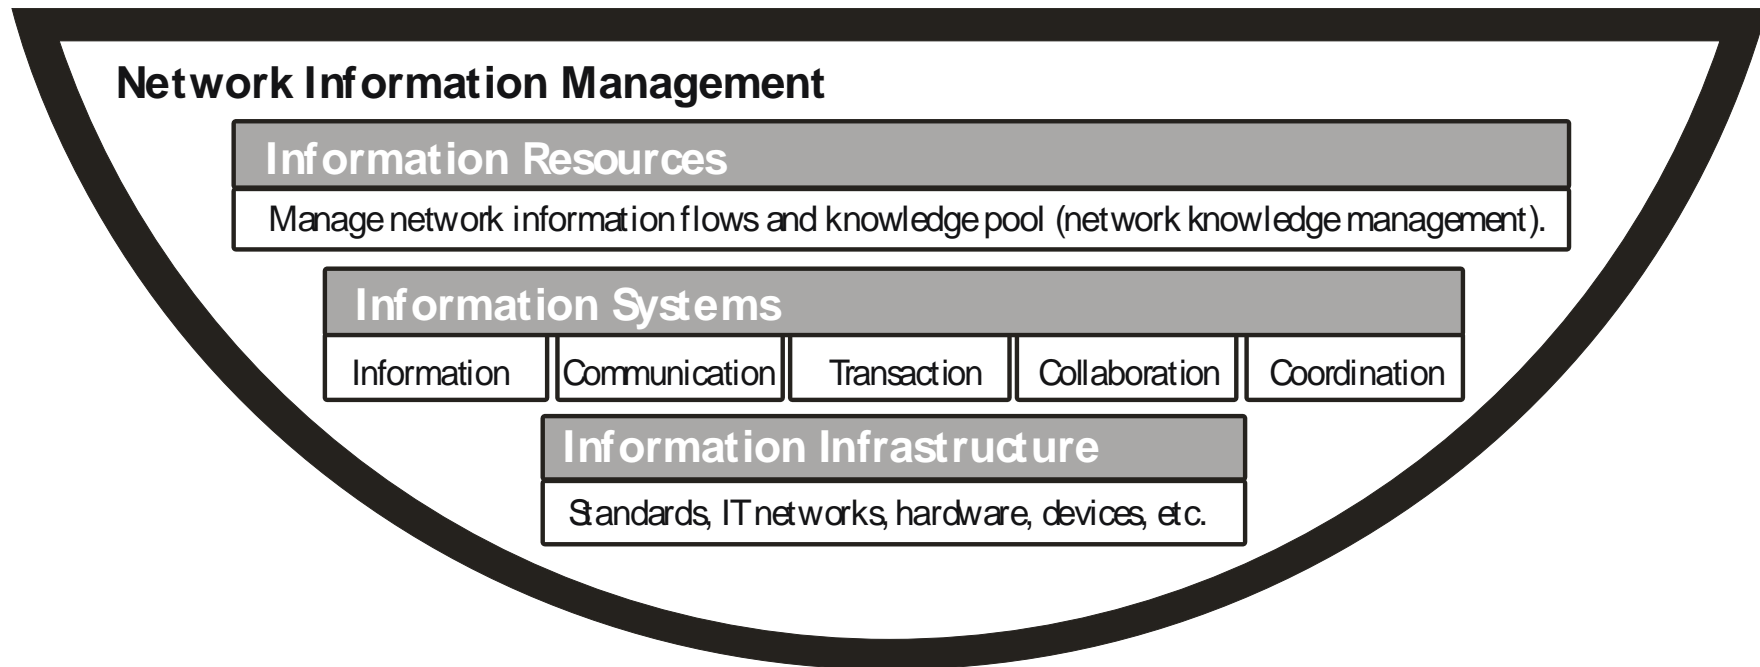 Network Information Management
Information Resources
Manage network information flows and knowledge pool (network knowledge management).
Information Systems
Information Communication Transaction Collaboration Coordination
Information Infrastructure
Standards, IT networks, hardware, devices, etc.